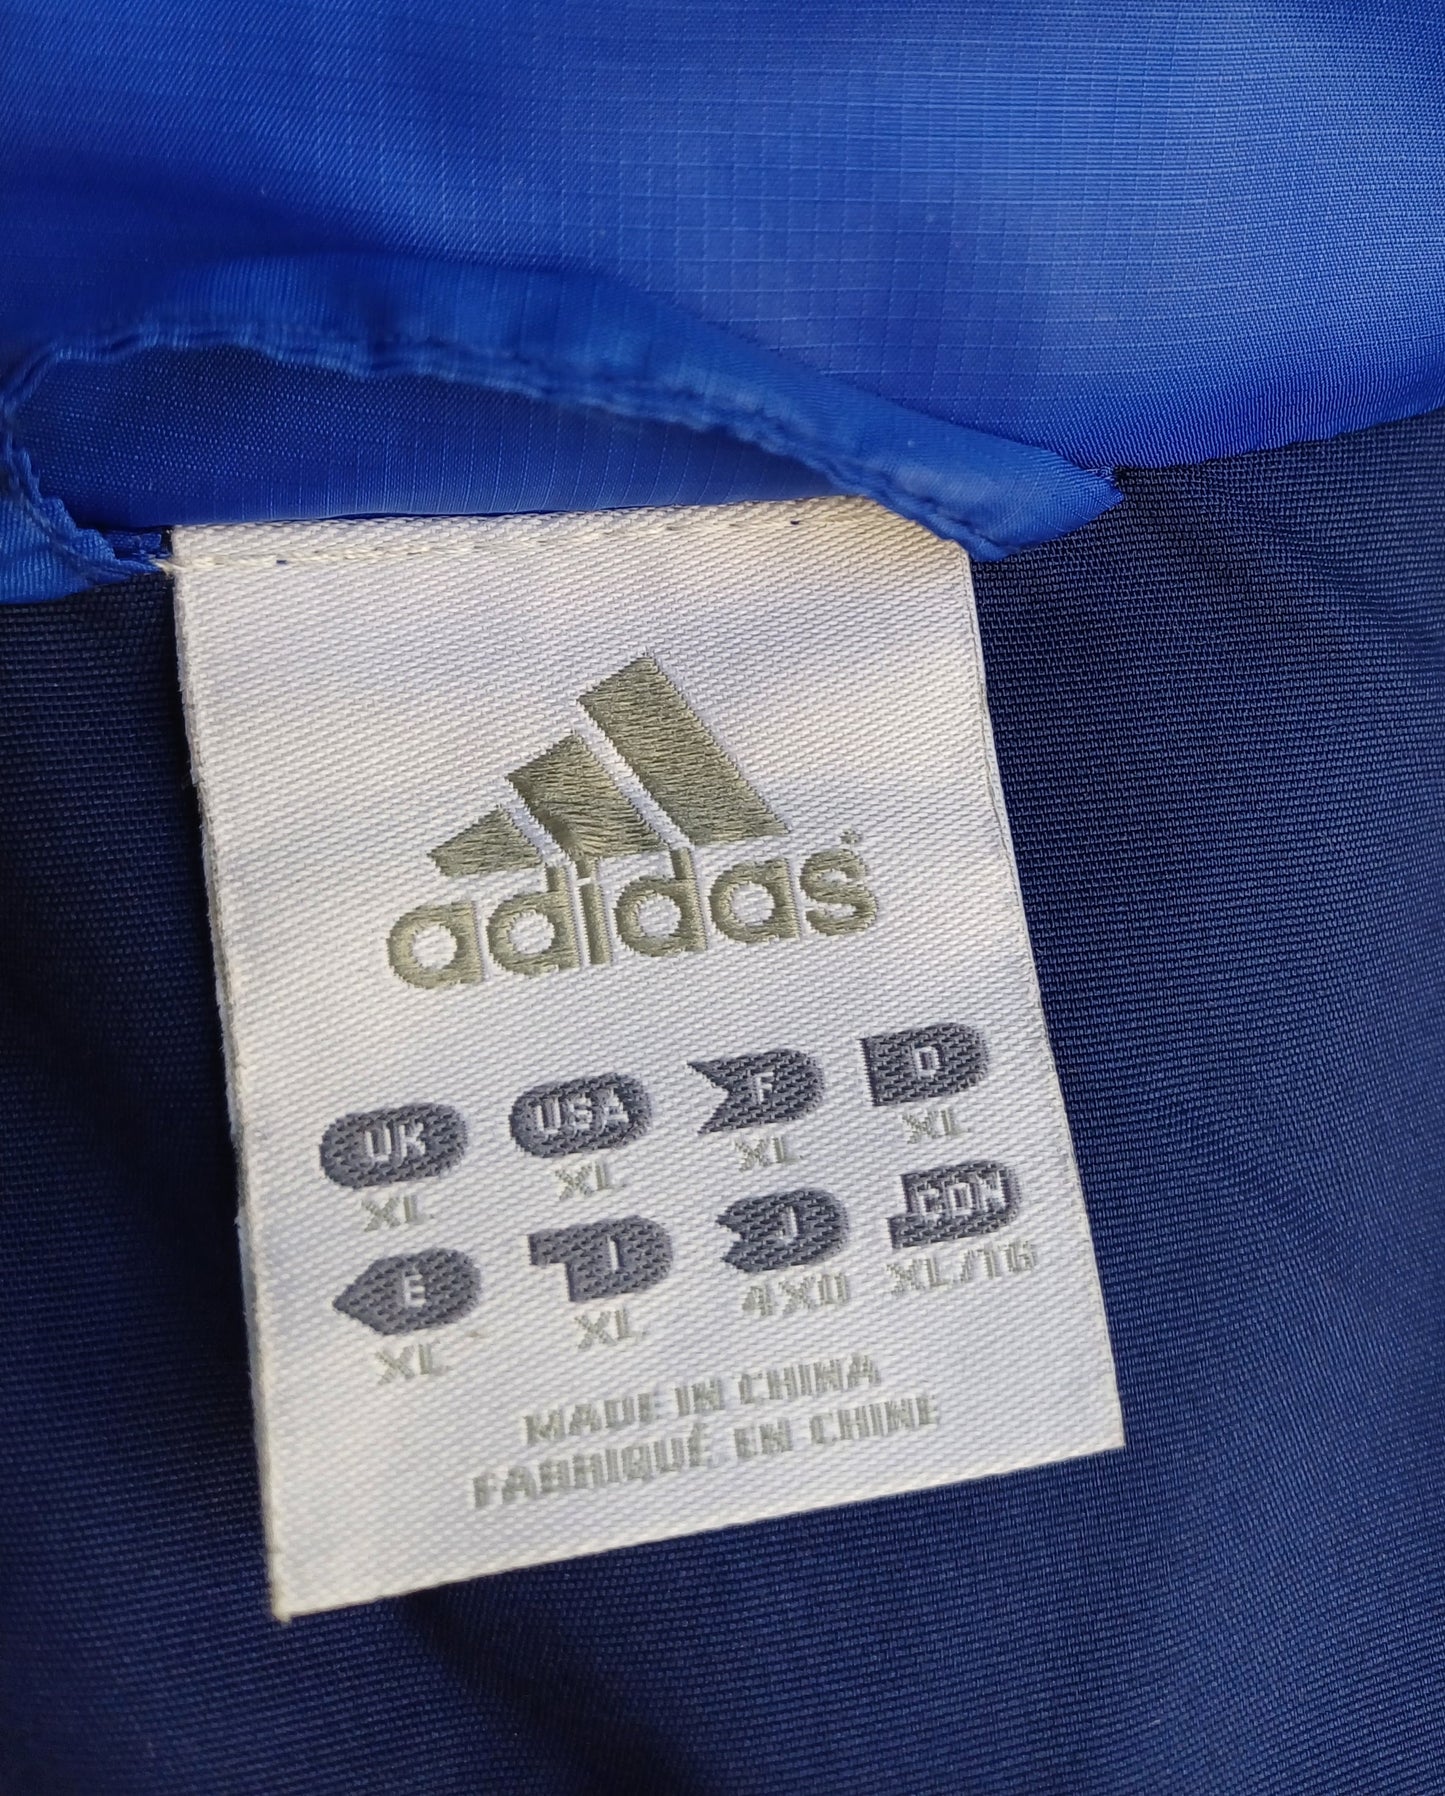 adidas®
UK USA F D
XL XL XL XL
E I J CDN
XL XL 4XO XL/TG
MADE IN CHINA
FABRIQUÉ EN CHINE